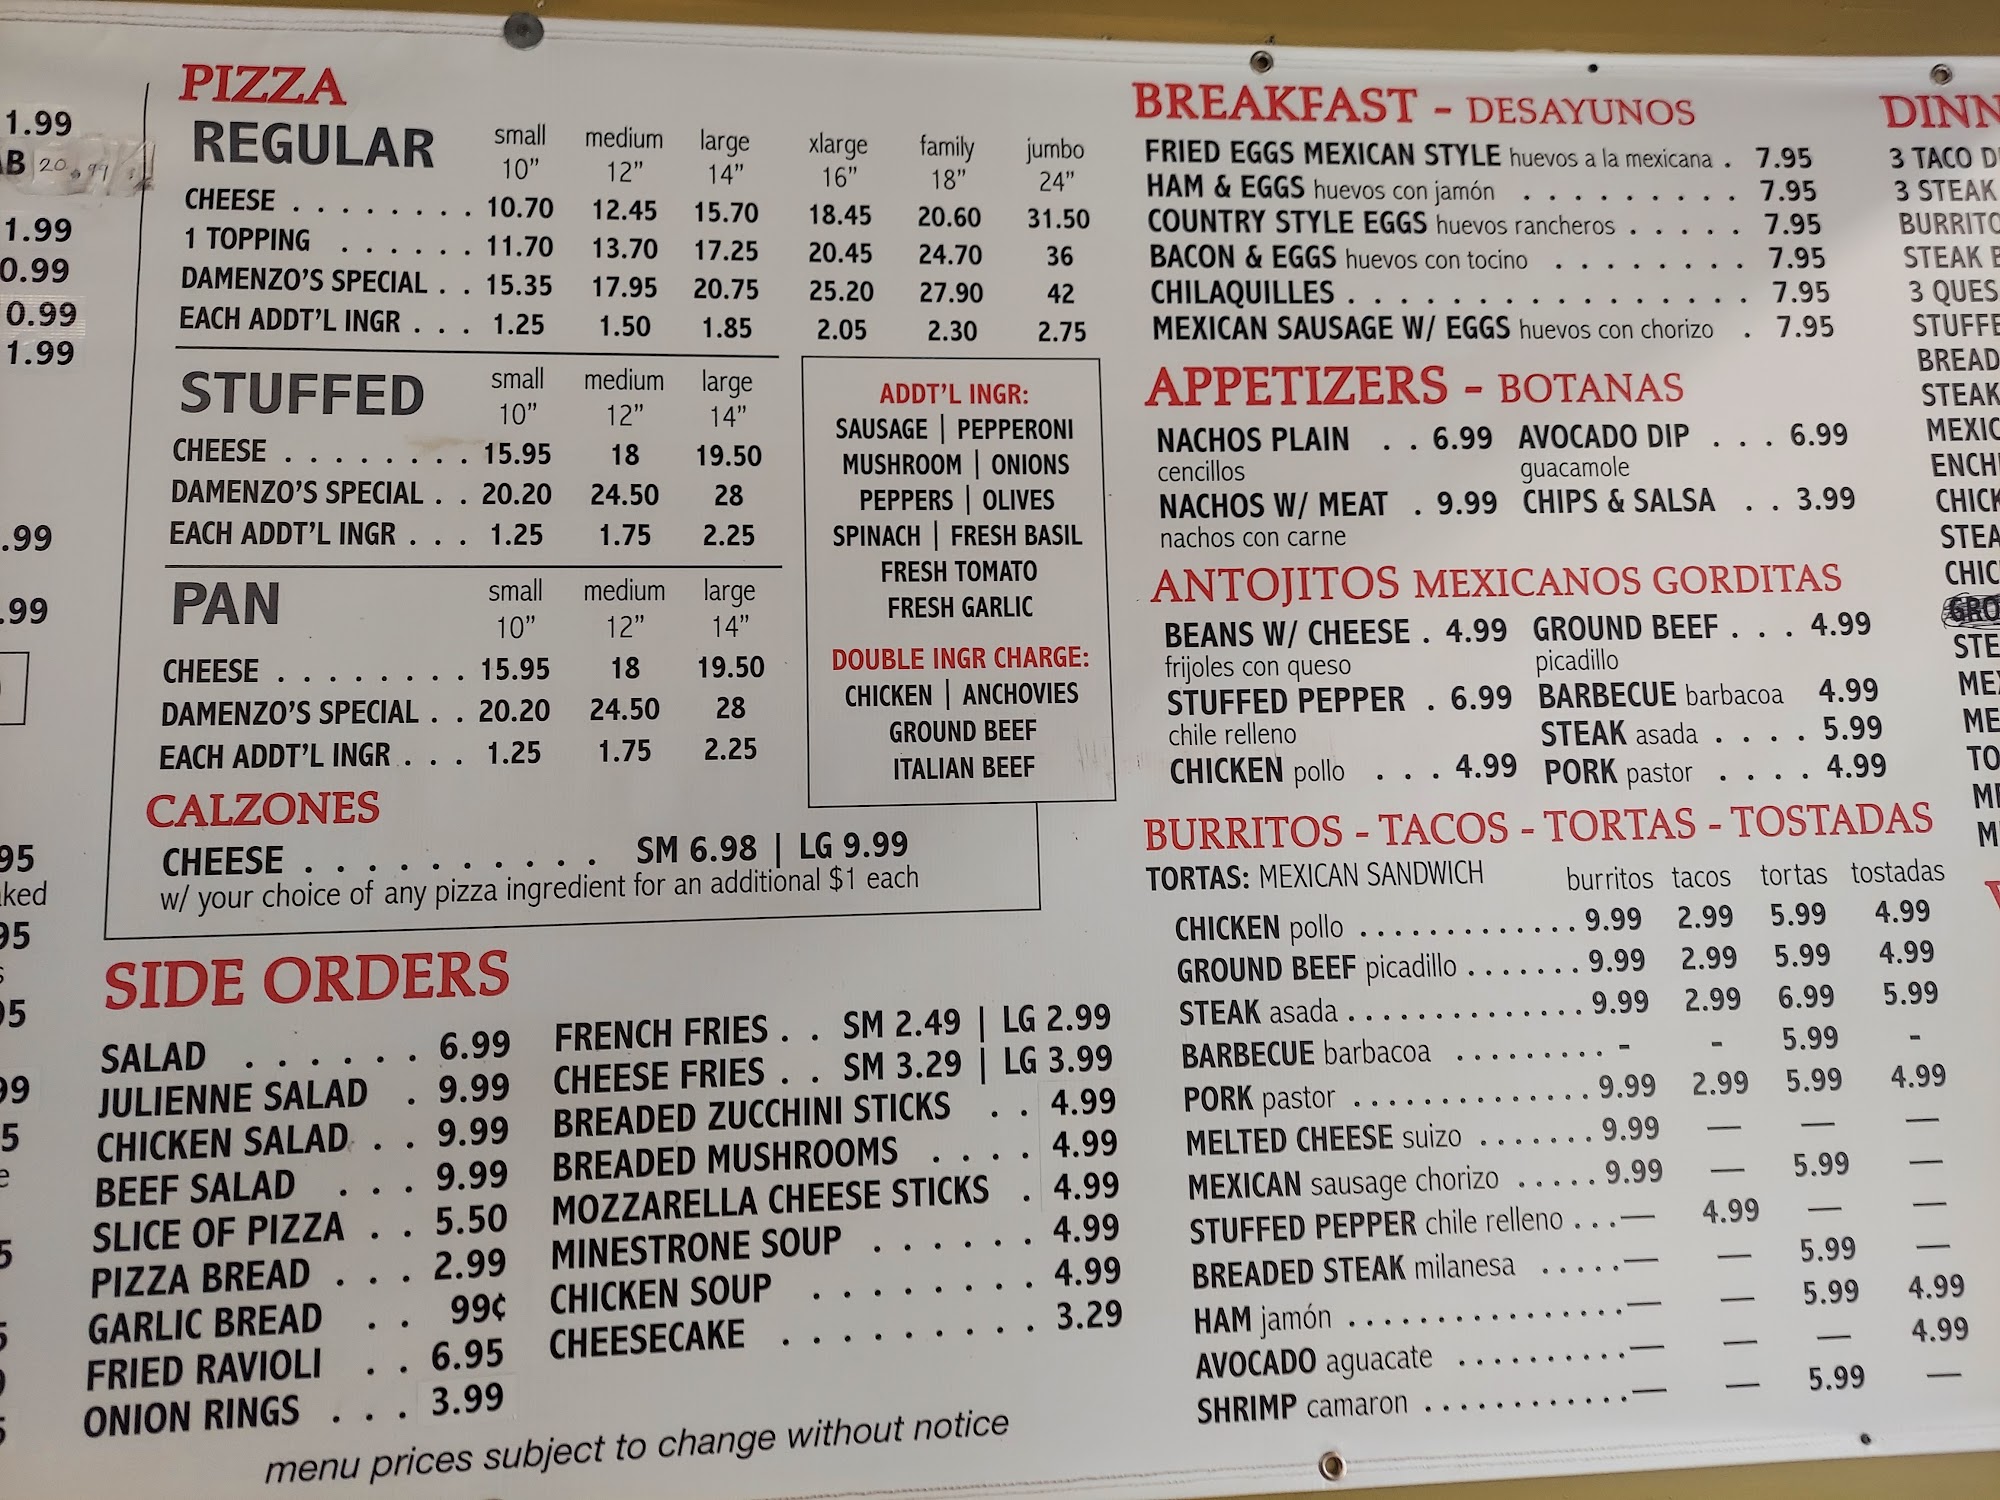 1.99
AB 20.99
1.99
0.99
0.99
1.99
.99
.99
95
ked
95
95
99
PIZZA
REGULAR small medium large xlarge family jumbo
10" 12" 14" 16" 18" 24"
CHEESE . . . . . . . . 10.70 12.45 15.70 18.45 20.60 31.50
1 TOPPING . . . . . . 11.70 13.70 17.25 20.45 24.70 36
DAMENZO'S SPECIAL . . 15.35 17.95 20.75 25.20 27.90 42
EACH ADDT'L INGR . . . 1.25 1.50 1.85 2.05 2.30 2.75
STUFFED small medium large
10" 12" 14"
CHEESE . . . . . . . . 15.95 18 19.50
DAMENZO'S SPECIAL . . 20.20 24.50 28
EACH ADDT'L INGR . . . 1.25 1.75 2.25
PAN small medium large
10" 12" 14"
CHEESE . . . . . . . . 15.95 18 19.50
DAMENZO'S SPECIAL . . 20.20 24.50 28
EACH ADDT'L INGR . . . 1.25 1.75 2.25
ADDT'L INGR:
SAUSAGE | PEPPERONI
MUSHROOM | ONIONS
PEPPERS | OLIVES
SPINACH | FRESH BASIL
FRESH TOMATO
FRESH GARLIC
DOUBLE INGR CHARGE:
CHICKEN | ANCHOVIES
GROUND BEEF
ITALIAN BEEF
CALZONES
CHEESE . . . . . . . . . . SM 6.98 | LG 9.99
w/ your choice of any pizza ingredient for an additional $1 each
SIDE ORDERS
SALAD . . . . . . 6.99
JULIENNE SALAD . 9.99
CHICKEN SALAD . . 9.99
BEEF SALAD . . . 9.99
SLICE OF PIZZA . . 5.50
PIZZA BREAD . . . 2.99
GARLIC BREAD . . 99¢
FRIED RAVIOLI . . 6.95
ONION RINGS . . . 3.99
FRENCH FRIES . . SM 2.49 | LG 2.99
CHEESE FRIES . . SM 3.29 | LG 3.99
BREADED ZUCCHINI STICKS . . 4.99
BREADED MUSHROOMS . . . . 4.99
MOZZARELLA CHEESE STICKS . 4.99
MINESTRONE SOUP . . . . . . 4.99
CHICKEN SOUP . . . . . . . . 4.99
CHEESECAKE . . . . . . . . . 3.29
menu prices subject to change without notice
BREAKFAST - DESAYUNOS
FRIED EGGS MEXICAN STYLE huevos a la mexicana . 7.95
HAM & EGGS huevos con jamón . . . . . . . . . 7.95
COUNTRY STYLE EGGS huevos rancheros . . . . . 7.95
BACON & EGGS huevos con tocino . . . . . . . . 7.95
CHILAQUILLES . . . . . . . . . . . . . . . . . 7.95
MEXICAN SAUSAGE W/ EGGS huevos con chorizo . 7.95
APPETIZERS - BOTANAS
NACHOS PLAIN . . 6.99 AVOCADO DIP . . . 6.99
cencillos guacamole
NACHOS W/ MEAT . 9.99 CHIPS & SALSA . . 3.99
nachos con carne
ANTOJITOS MEXICANOS GORDITAS
BEANS W/ CHEESE . 4.99 GROUND BEEF . . . 4.99
frijoles con queso picadillo
STUFFED PEPPER . 6.99 BARBECUE barbacoa 4.99
chile relleno STEAK asada . . . . 5.99
CHICKEN pollo . . . 4.99 PORK pastor . . . . 4.99
BURRITOS - TACOS - TORTAS - TOSTADAS
TORTAS: MEXICAN SANDWICH burritos tacos tortas tostadas
CHICKEN pollo . . . . . . . . . . . . . 9.99 2.99 5.99 4.99
GROUND BEEF picadillo . . . . . . . 9.99 2.99 5.99 4.99
STEAK asada . . . . . . . . . . . . . . 9.99 2.99 6.99 5.99
BARBECUE barbacoa . . . . . . . . . - - 5.99 -
PORK pastor . . . . . . . . . . . . . . 9.99 2.99 5.99 4.99
MELTED CHEESE suizo . . . . . . . 9.99 — — —
MEXICAN sausage chorizo . . . . . 9.99 — 5.99 —
STUFFED PEPPER chile relleno . . . — 4.99 — —
BREADED STEAK milanesa . . . . . — — 5.99 —
HAM jamón . . . . . . . . . . . . . . . . — — 5.99 4.99
AVOCADO aguacate . . . . . . . . . . — — — 4.99
SHRIMP camaron . . . . . . . . . . . . — — 5.99 —
DINN
3 TACO D
3 STEAK
BURRITO
STEAK B
3 QUES
STUFFE
BREAD
STEAK
MEXIC
ENCHI
CHICK
STEA
CHIC
GRO
STE
MEX
ME
TO
ME
M